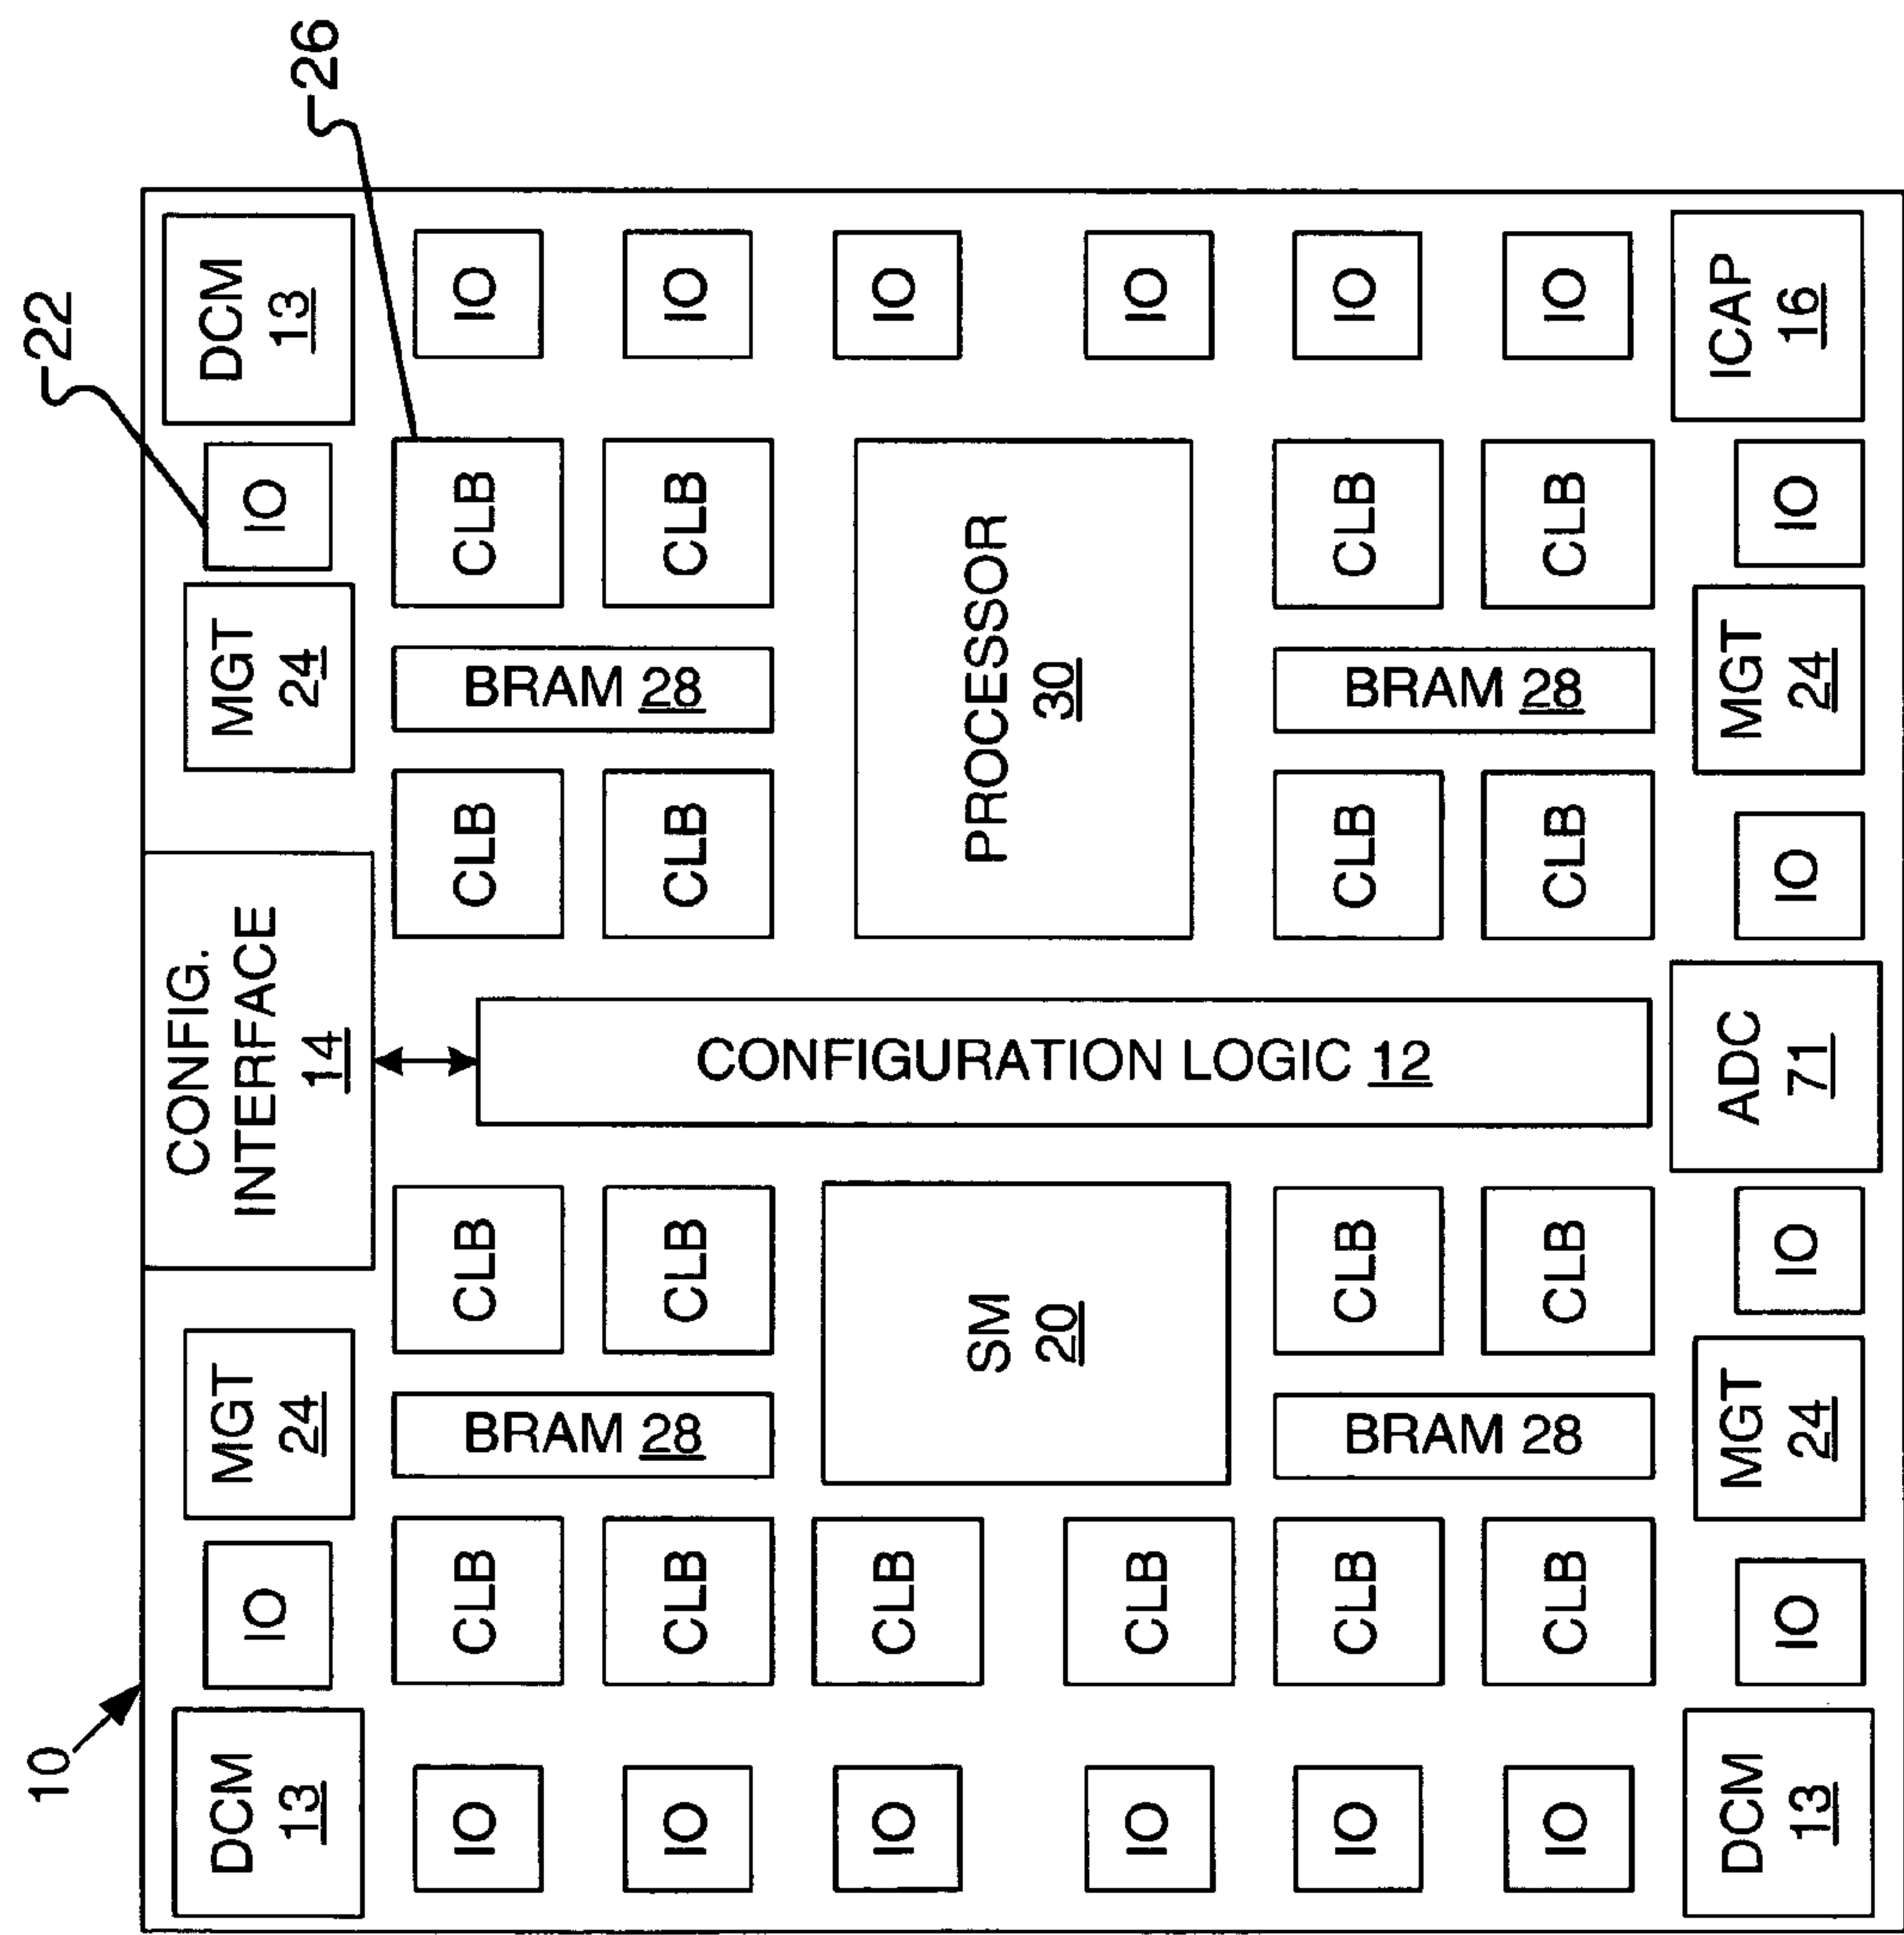 10
22
26
DCM
13
IO
MGT
24
CONFIG.
INTERFACE
14
MGT
24
IO
DCM
13
IO
CLB
CLB
CLB
CLB
IO
BRAM 28
BRAM 28
IO
CLB
CLB
CLB
CLB
IO
IO
CLB
SM
20
CONFIGURATION LOGIC 12
PROCESSOR
30
IO
IO
CLB
IO
IO
CLB
CLB
CLB
CLB
IO
BRAM 28
BRAM 28
IO
CLB
CLB
CLB
CLB
IO
DCM
13
IO
MGT
24
IO
ADC
71
IO
MGT
24
IO
ICAP
16